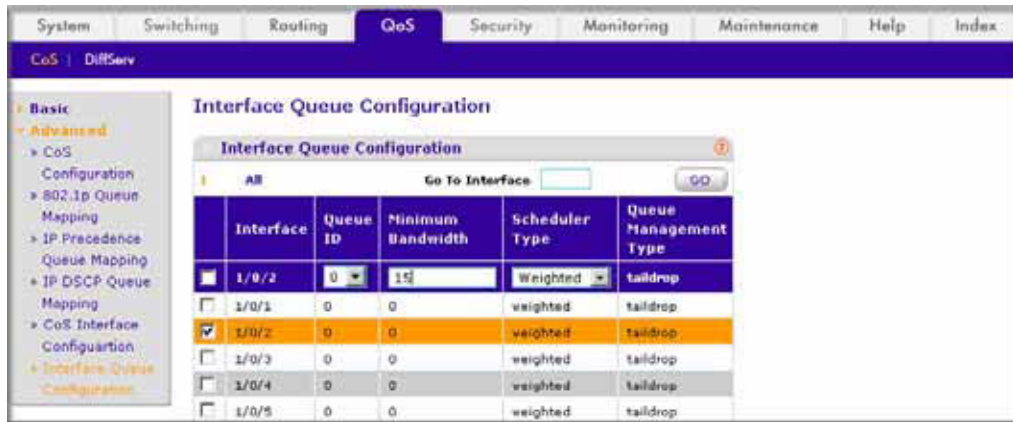 System Switching Routing QoS Security Monitoring Maintenance Help Index
CoS | DiffServ
Basic
Advanced
CoS
Configuration
802.1p Queue
Mapping
IP Precedence
Queue Mapping
IP DSCP Queue
Mapping
CoS Interface
Configuartion
Interface Queue
Configuration
Interface Queue Configuration
Interface Queue Configuration ?
1 All Go To Interface GO
Interface Queue ID Minimum Bandwidth Scheduler Type Queue Management Type
1/0/2 0 15 Weighted taildrop
1/0/1 0 0 weighted taildrop
1/0/2 0 0 weighted taildrop
1/0/3 0 0 weighted taildrop
1/0/4 0 0 weighted taildrop
1/0/5 0 0 weighted taildrop